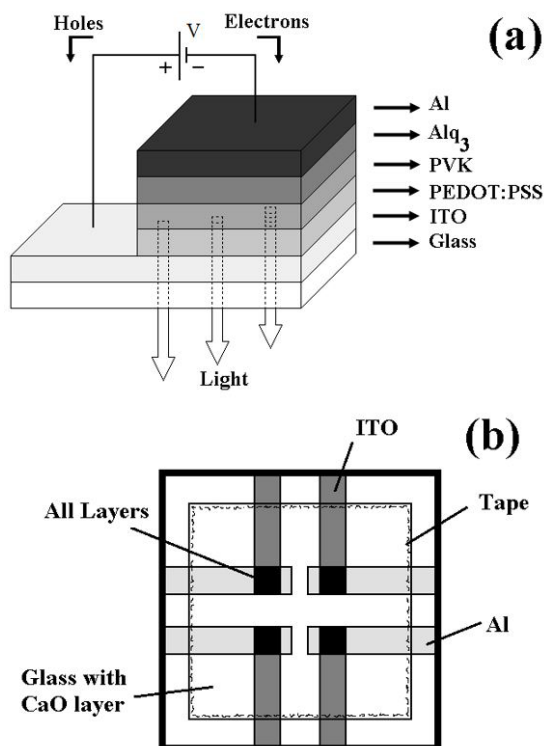 (a)
Holes
V
Electrons
+
−
Al
Alq3
PVK
PEDOT:PSS
ITO
Glass
Light
(b)
ITO
All Layers
Tape
Al
Glass with
CaO layer